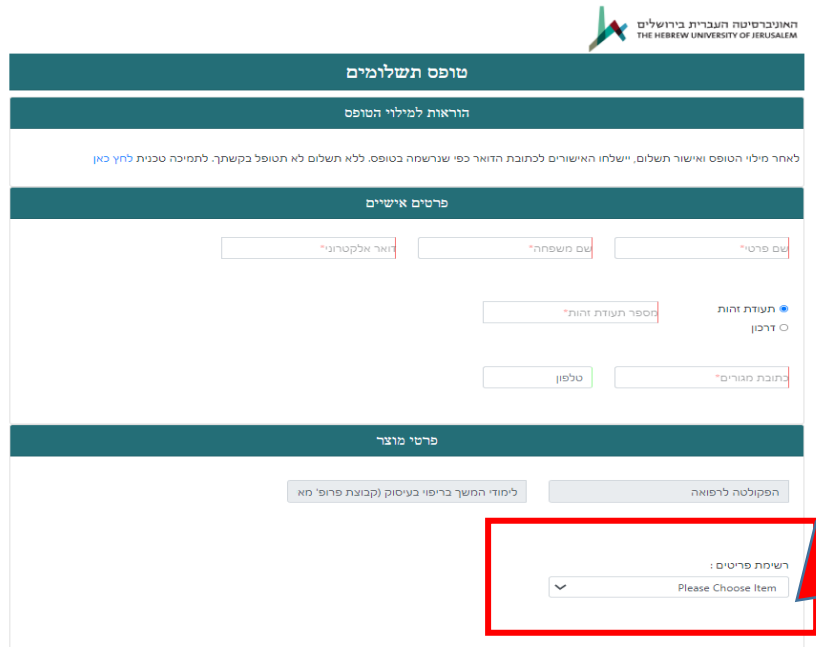 האוניברסיטה העברית בירושלים
THE HEBREW UNIVERSITY OF JERUSALEM
טופס תשלומים
הוראות למילוי הטופס
לאחר מילוי הטופס ואישור תשלום, יישלחו האישורים לכתובת הדואר כפי שנרשמה בטופס. ללא תשלום לא תטופל בקשתך. לתמיכה טכנית לחץ כאן
פרטים אישיים
שם פרטי* שם משפחה* דואר אלקטרוני*
תעודת זהות מספר תעודת זהות*
דרכון
כתובת מגורים* טלפון
פרטי מוצר
הפקולטה לרפואה לימודי המשך בריפוי בעיסוק (קבוצת פרופ' מא
רשימת פריטים :
Please Choose Item